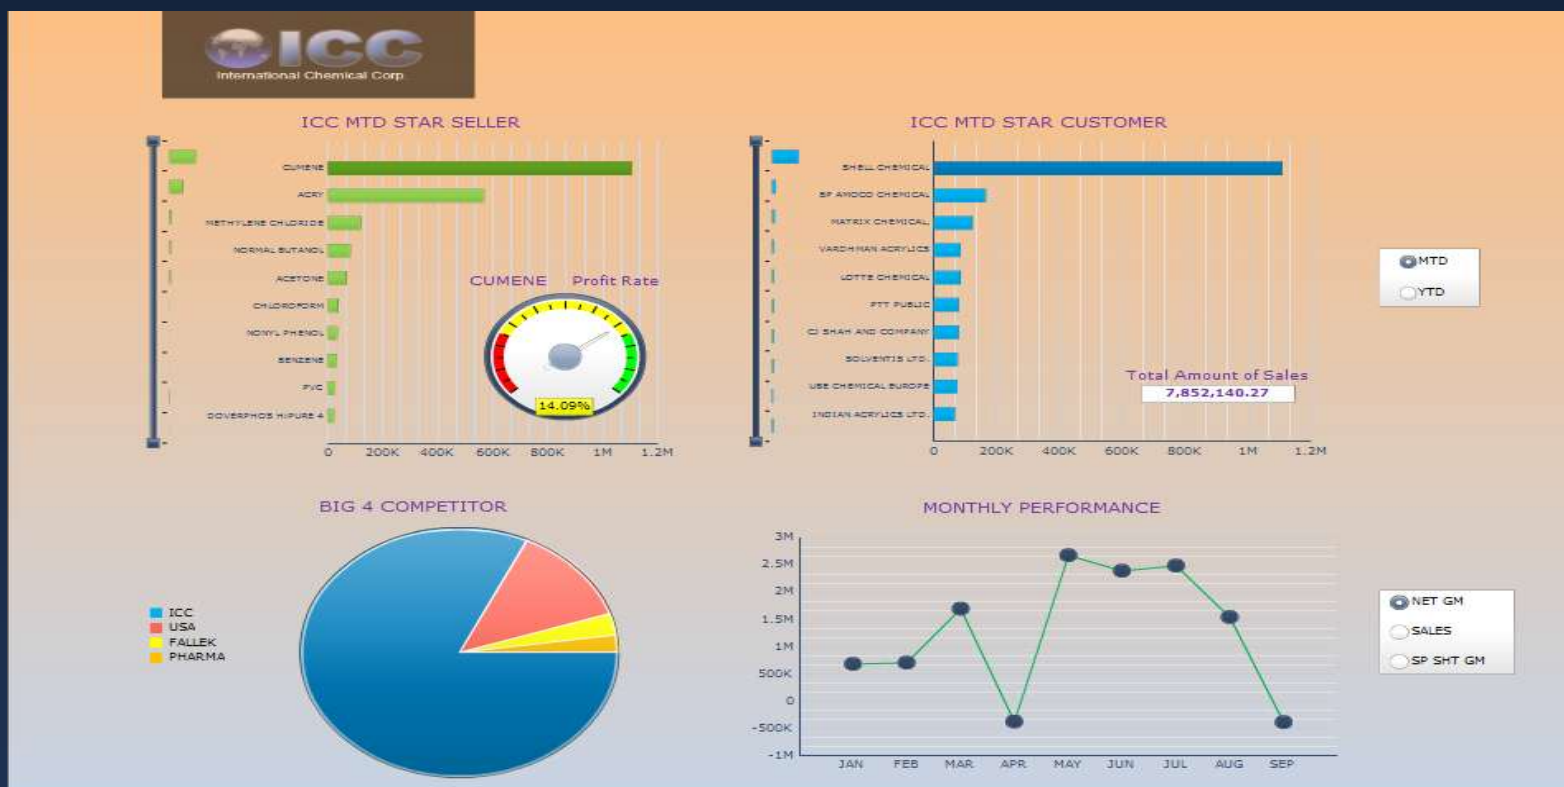 ICC
International Chemical Corp
ICC MTD STAR SELLER
CUMENE
ACRY
METHYLENE CHLORIDE
NORMAL BUTANOL
ACETONE
CHLOROFORM
NONYL PHENOL
BENZENE
PVC
DOVERPHOS HIPURE 4
0 200K 400K 600K 800K 1M 1.2M
CUMENE Profit Rate
14.09%
ICC MTD STAR CUSTOMER
SHELL CHEMICAL
BP AMOCO CHEMICAL
MATRIX CHEMICAL,
VARDHMAN ACRYLICS
LOTTE CHEMICAL
PTT PUBLIC
CJ SHAH AND COMPANY
SOLVENTIS LTD.
UBE CHEMICAL EUROPE
INDIAN ACRYLICS LTD.
0 200K 400K 600K 800K 1M 1.2M
Total Amount of Sales
7,852,140.27
MTD
YTD
BIG 4 COMPETITOR
ICC
USA
FALLEK
PHARMA
MONTHLY PERFORMANCE
3M
2.5M
2M
1.5M
1M
500K
0
-500K
-1M
JAN FEB MAR APR MAY JUN JUL AUG SEP
NET GM
SALES
SP SHT GM